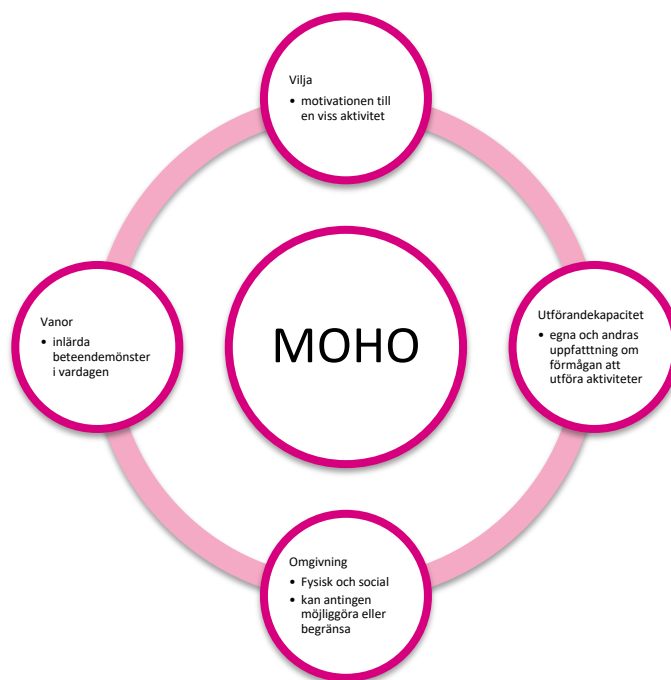 Vilja
• motivationen till
en viss aktivitet
Vanor
• inlärda
beteendemönster
i vardagen
MOHO
Utförandekapacitet
• egna och andras
uppfatttning om
förmågan att
utföra aktiviteter
Omgivning
• Fysisk och social
• kan antingen
möjliggöra eller
begränsa